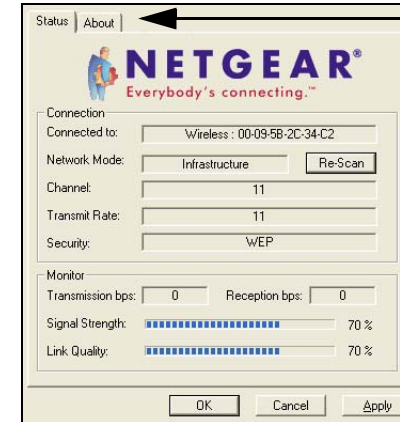 Status About
NETGEAR®
Everybody's connecting.™
Connection
Connected to: Wireless : 00-09-5B-2C-34-C2
Network Mode: Infrastructure Re-Scan
Channel: 11
Transmit Rate: 11
Security: WEP
Monitor
Transmission bps: 0 Reception bps: 0
Signal Strength: 70 %
Link Quality: 70 %
OK Cancel Apply